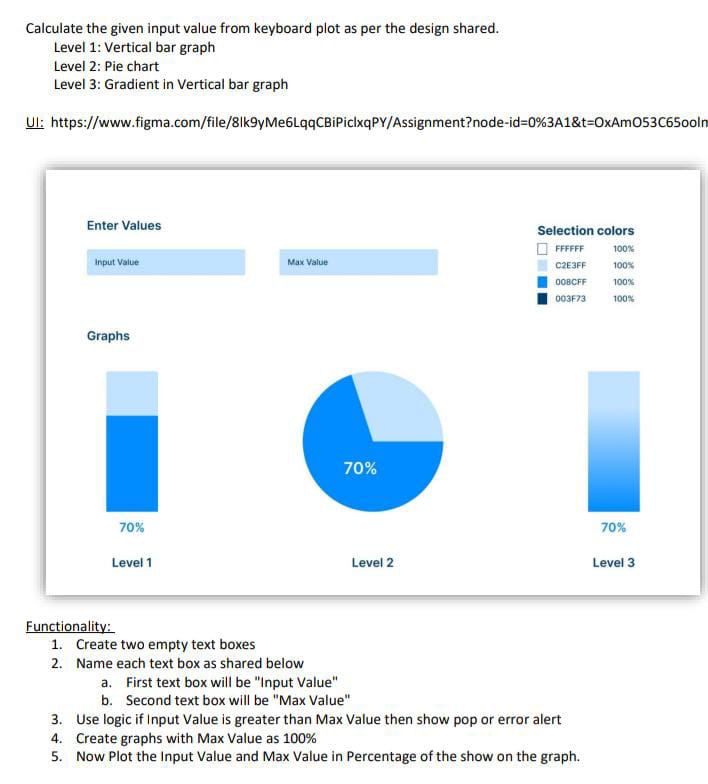 Calculate the given input value from keyboard plot as per the design shared.
Level 1: Vertical bar graph
Level 2: Pie chart
Level 3: Gradient in Vertical bar graph
UI: https://www.figma.com/file/8lk9yMe6LqqCBiPiclxqPY/Assignment?node-id=0%3A1&t=OxAmO53C65ooln
Enter Values
Input Value
Max Value
Selection colors
FFFFFF 100%
C2E3FF 100%
008CFF 100%
003F73 100%
Graphs
70%
70%
70%
Level 1
Level 2
Level 3
Functionality:
1. Create two empty text boxes
2. Name each text box as shared below
a. First text box will be "Input Value"
b. Second text box will be "Max Value"
3. Use logic if Input Value is greater than Max Value then show pop or error alert
4. Create graphs with Max Value as 100%
5. Now Plot the Input Value and Max Value in Percentage of the show on the graph.